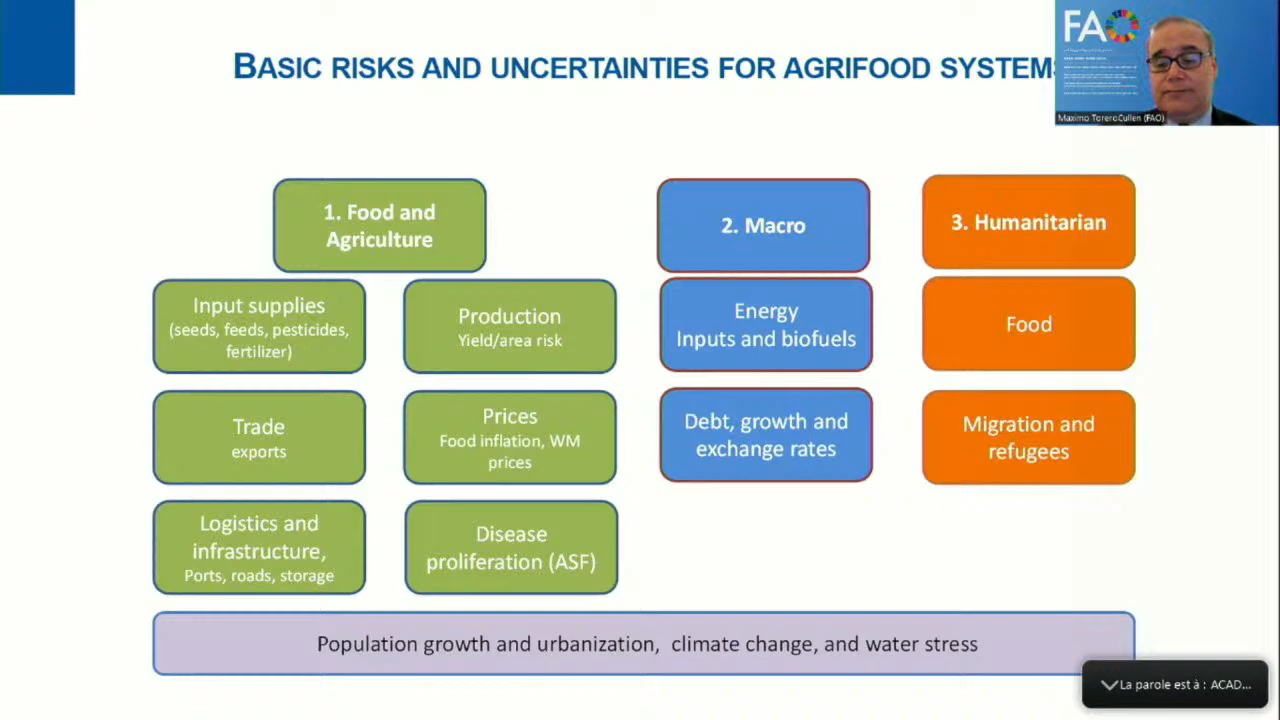 BASIC RISKS AND UNCERTAINTIES FOR AGRIFOOD SYSTEMS
FAO
Maximo ToreroCullen (FAO)
1. Food and
Agriculture
2. Macro
3. Humanitarian
Input supplies
(seeds, feeds, pesticides,
fertilizer)
Production
Yield/area risk
Energy
Inputs and biofuels
Food
Trade
exports
Prices
Food inflation, WM
prices
Debt, growth and
exchange rates
Migration and
refugees
Logistics and
infrastructure,
Ports, roads, storage
Disease
proliferation (ASF)
Population growth and urbanization, climate change, and water stress
La parole est à : ACAD...